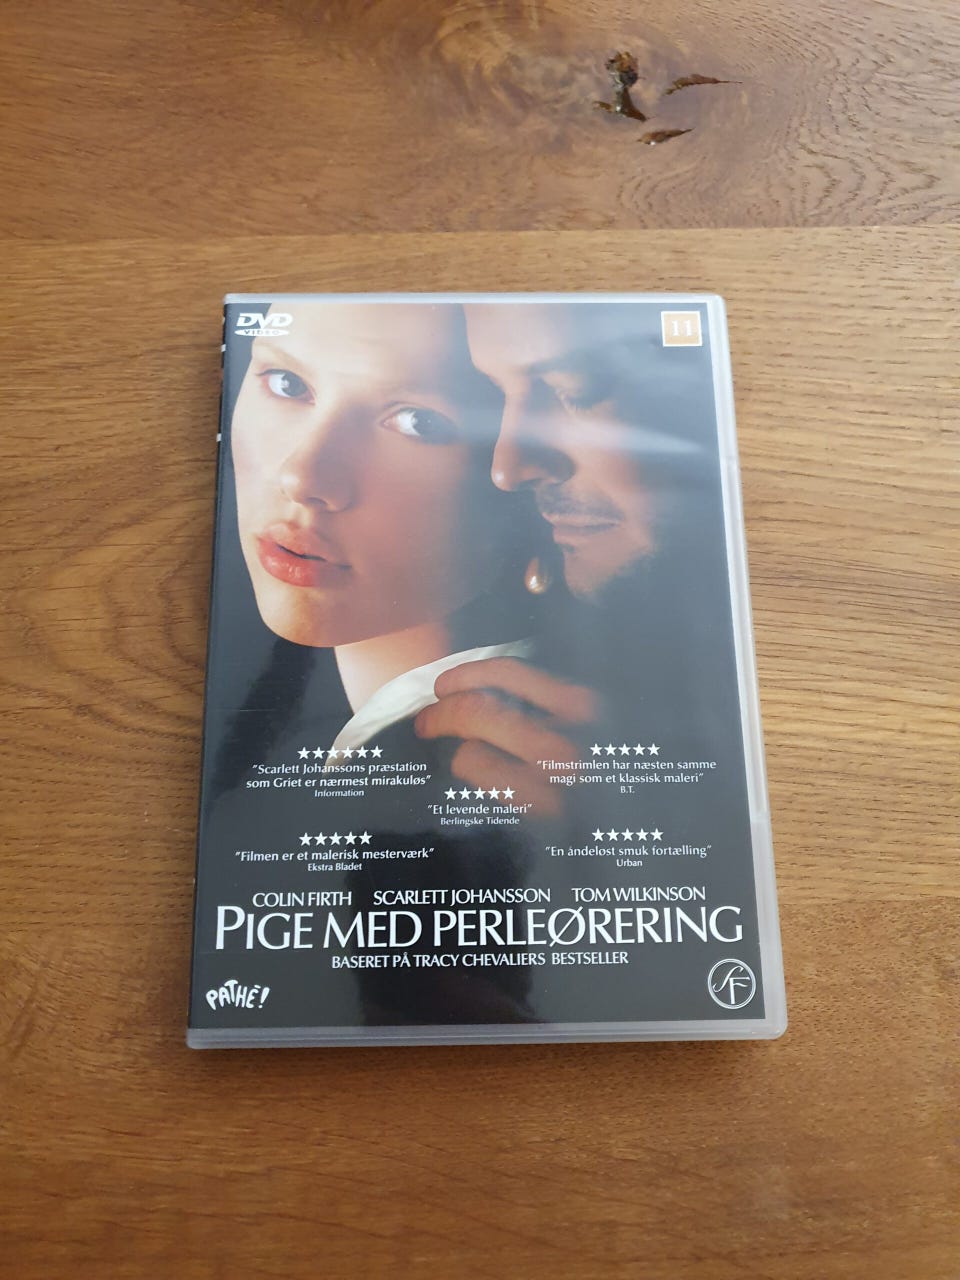 DVD
VIDEO
11
★★★★★★
"Scarlett Johanssons præstation
som Griet er nærmest mirakuløs"
Information
★★★★★
"Filmstrimlen har næsten samme
magi som et klassisk maleri"
B.T.
★★★★★
"Et levende maleri"
Berlingske Tidende
★★★★★
"Filmen er et malerisk mesterværk"
Ekstra Bladet
★★★★★
"En åndeløst smuk fortælling"
Urban
COLIN FIRTH SCARLETT JOHANSSON TOM WILKINSON
PIGE MED PERLEØRERING
BASERET PÅ TRACY CHEVALIERS BESTSELLER
PATHÉ!
SF